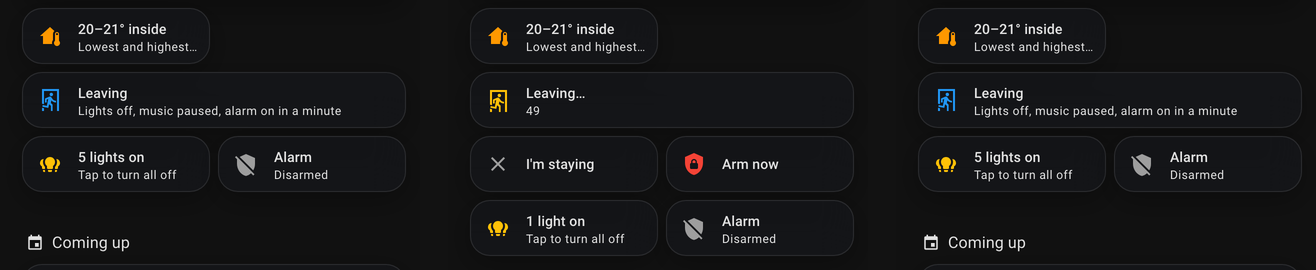 20–21° inside
Lowest and highest…
Leaving
Lights off, music paused, alarm on in a minute
5 lights on
Tap to turn all off
Alarm
Disarmed
Coming up
20–21° inside
Lowest and highest…
Leaving…
49
I'm staying
Arm now
1 light on
Tap to turn all off
Alarm
Disarmed
20–21° inside
Lowest and highest…
Leaving
Lights off, music paused, alarm on in a minute
5 lights on
Tap to turn all off
Alarm
Disarmed
Coming up